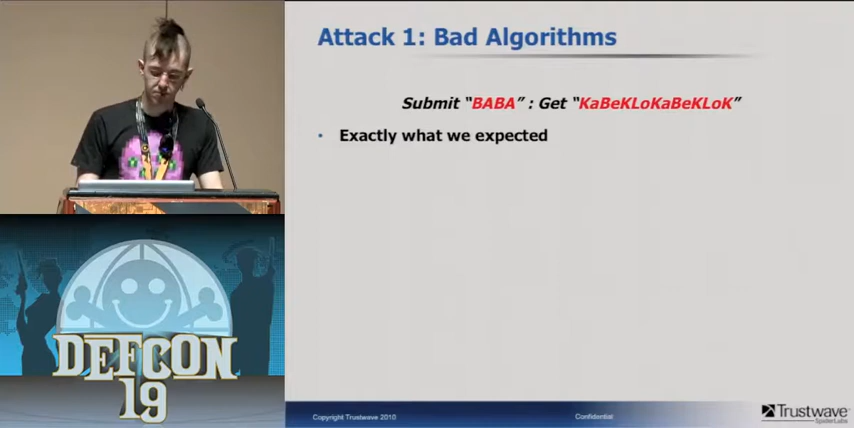 Attack 1: Bad Algorithms
Submit “BABA” : Get “KaBeKLoKaBeKLoK”
• Exactly what we expected
DEFCON
19
Copyright Trustwave 2010
Confidential
Trustwave
SpiderLabs